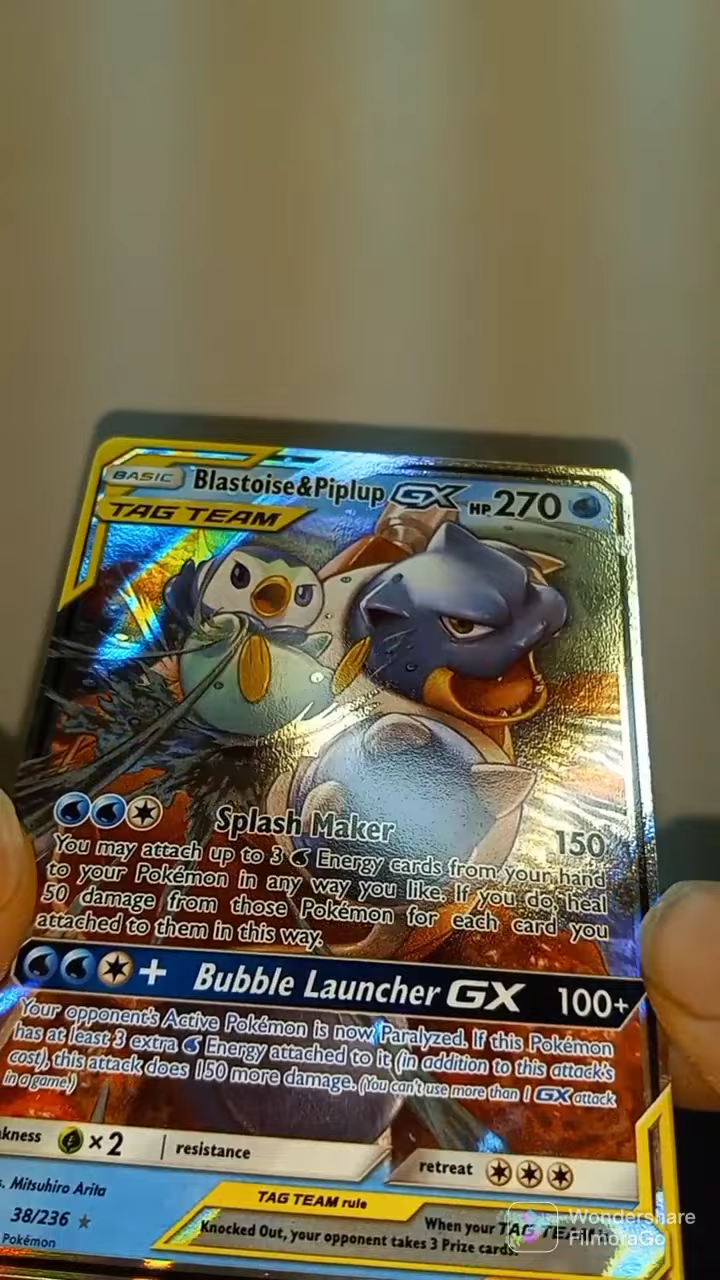 BASIC Blastoise&Piplup GX HP 270
TAG TEAM
Splash Maker 150
You may attach up to 3 Energy cards from your hand
to your Pokémon in any way you like. If you do, heal
50 damage from those Pokémon for each card you
attached to them in this way.
+ Bubble Launcher GX 100+
Your opponent's Active Pokémon is now Paralyzed. If this Pokémon
has at least 3 extra Energy attached to it (in addition to this attack's
cost), this attack does 150 more damage. (You can't use more than 1 GX attack
in a game.)
kness ×2 resistance
retreat
s. Mitsuhiro Arita
38/236
Pokémon
TAG TEAM rule
When your TAG TEAM
Knocked Out, your opponent takes 3 Prize cards.
Wondershare
FilmoraGo